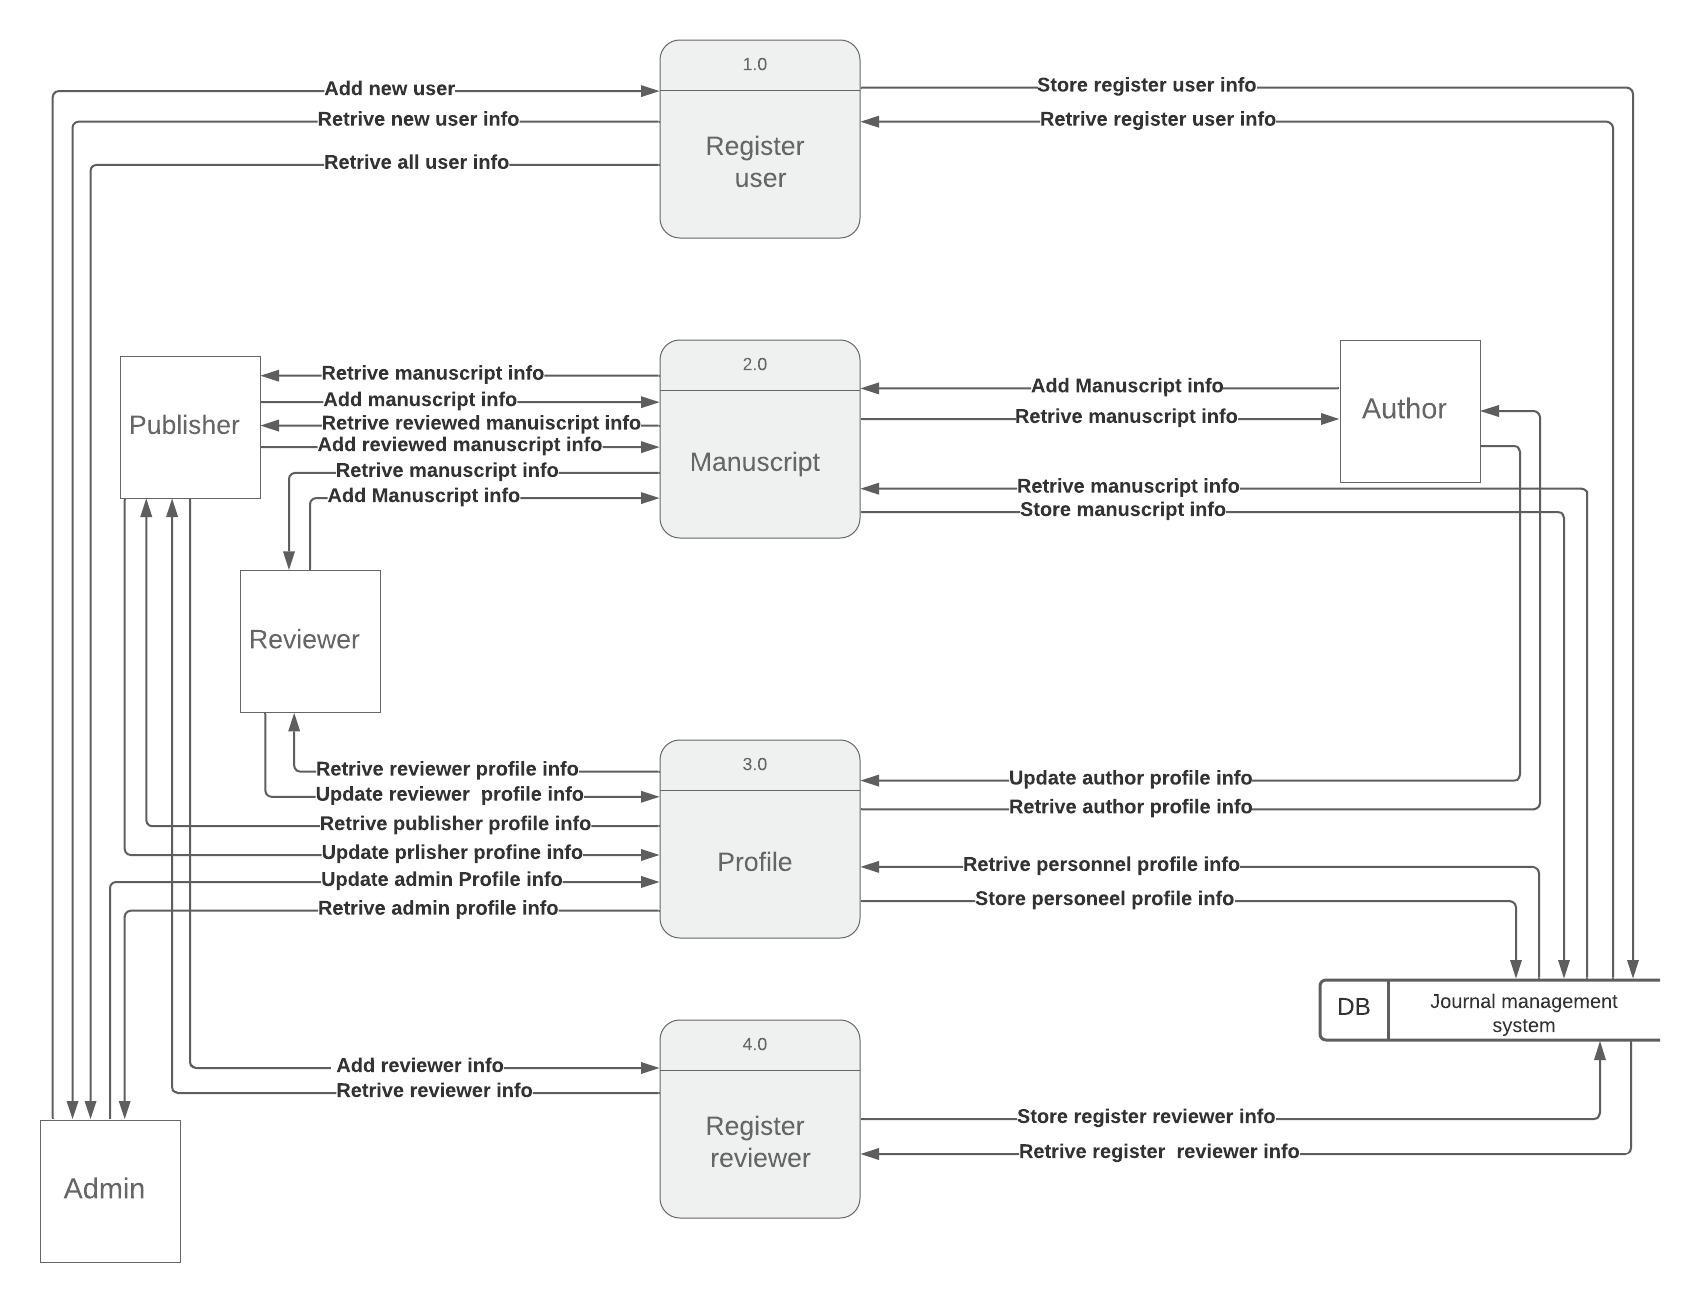 1.0
Register
user
Add new user
Retrive new user info
Retrive all user info
Store register user info
Retrive register user info
2.0
Manuscript
Publisher
Retrive manuscript info
Add manuscript info
Retrive reviewed manuiscript info
Add reviewed manuscript info
Retrive manuscript info
Add Manuscript info
Add Manuscript info
Retrive manuscript info
Author
Retrive manuscript info
Store manuscript info
Reviewer
3.0
Profile
Retrive reviewer profile info
Update reviewer  profile info
Retrive publisher profile info
Update prlisher profine info
Update admin Profile info
Retrive admin profile info
Update author profile info
Retrive author profile info
Retrive personnel profile info
Store personeel profile info
DB
Journal management
system
4.0
Register
reviewer
Add reviewer info
Retrive reviewer info
Store register reviewer info
Retrive register  reviewer info
Admin